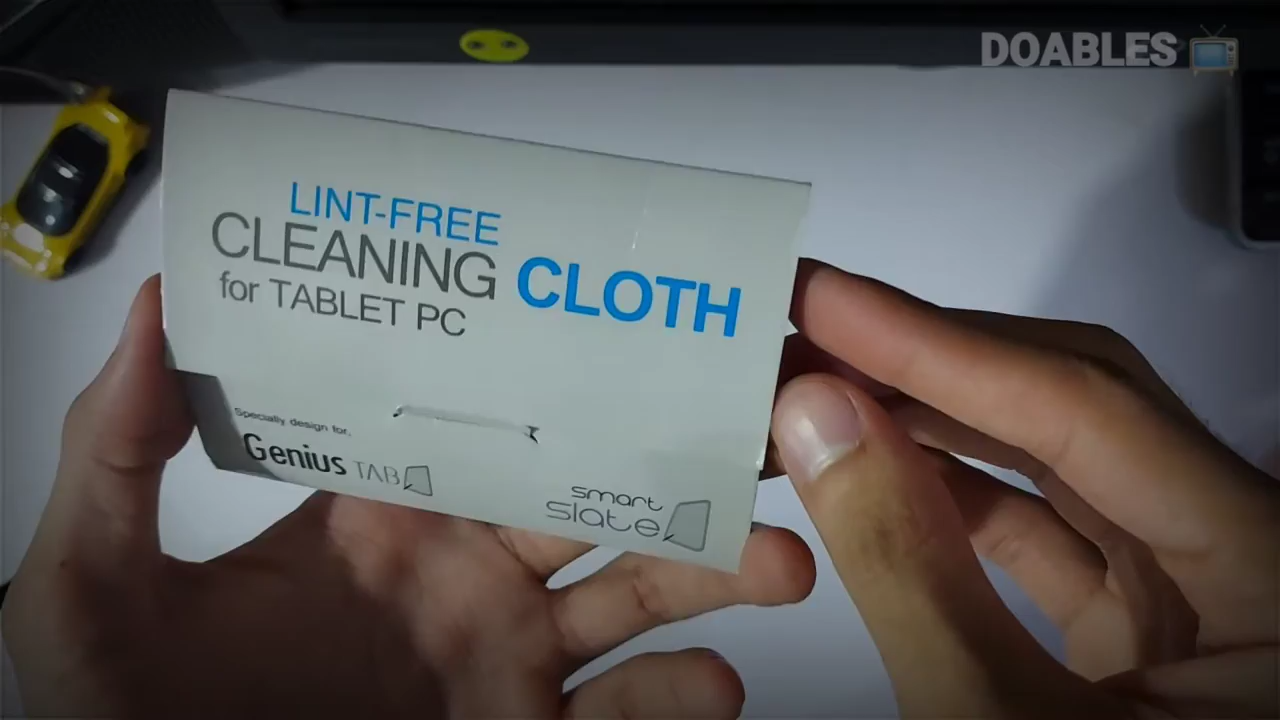 DOABLES
LINT-FREE
CLEANING CLOTH
for TABLET PC
Specially design for,
Genius TAB
smart
slate